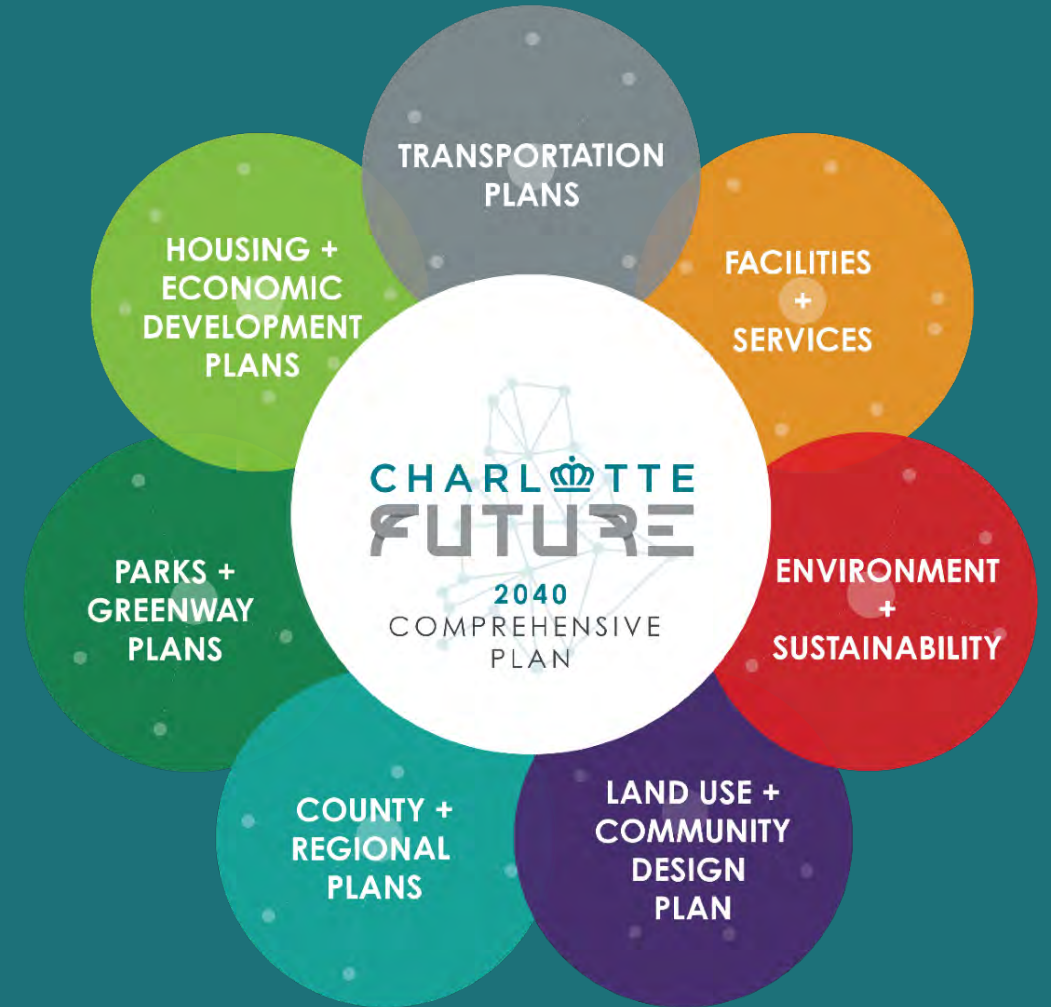 TRANSPORTATION
PLANS
FACILITIES
+
SERVICES
ENVIRONMENT
+
SUSTAINABILITY
LAND USE +
COMMUNITY
DESIGN
PLAN
COUNTY +
REGIONAL
PLANS
PARKS +
GREENWAY
PLANS
HOUSING +
ECONOMIC
DEVELOPMENT
PLANS
CHARLOTTE
FUTURE
2040
COMPREHENSIVE
PLAN